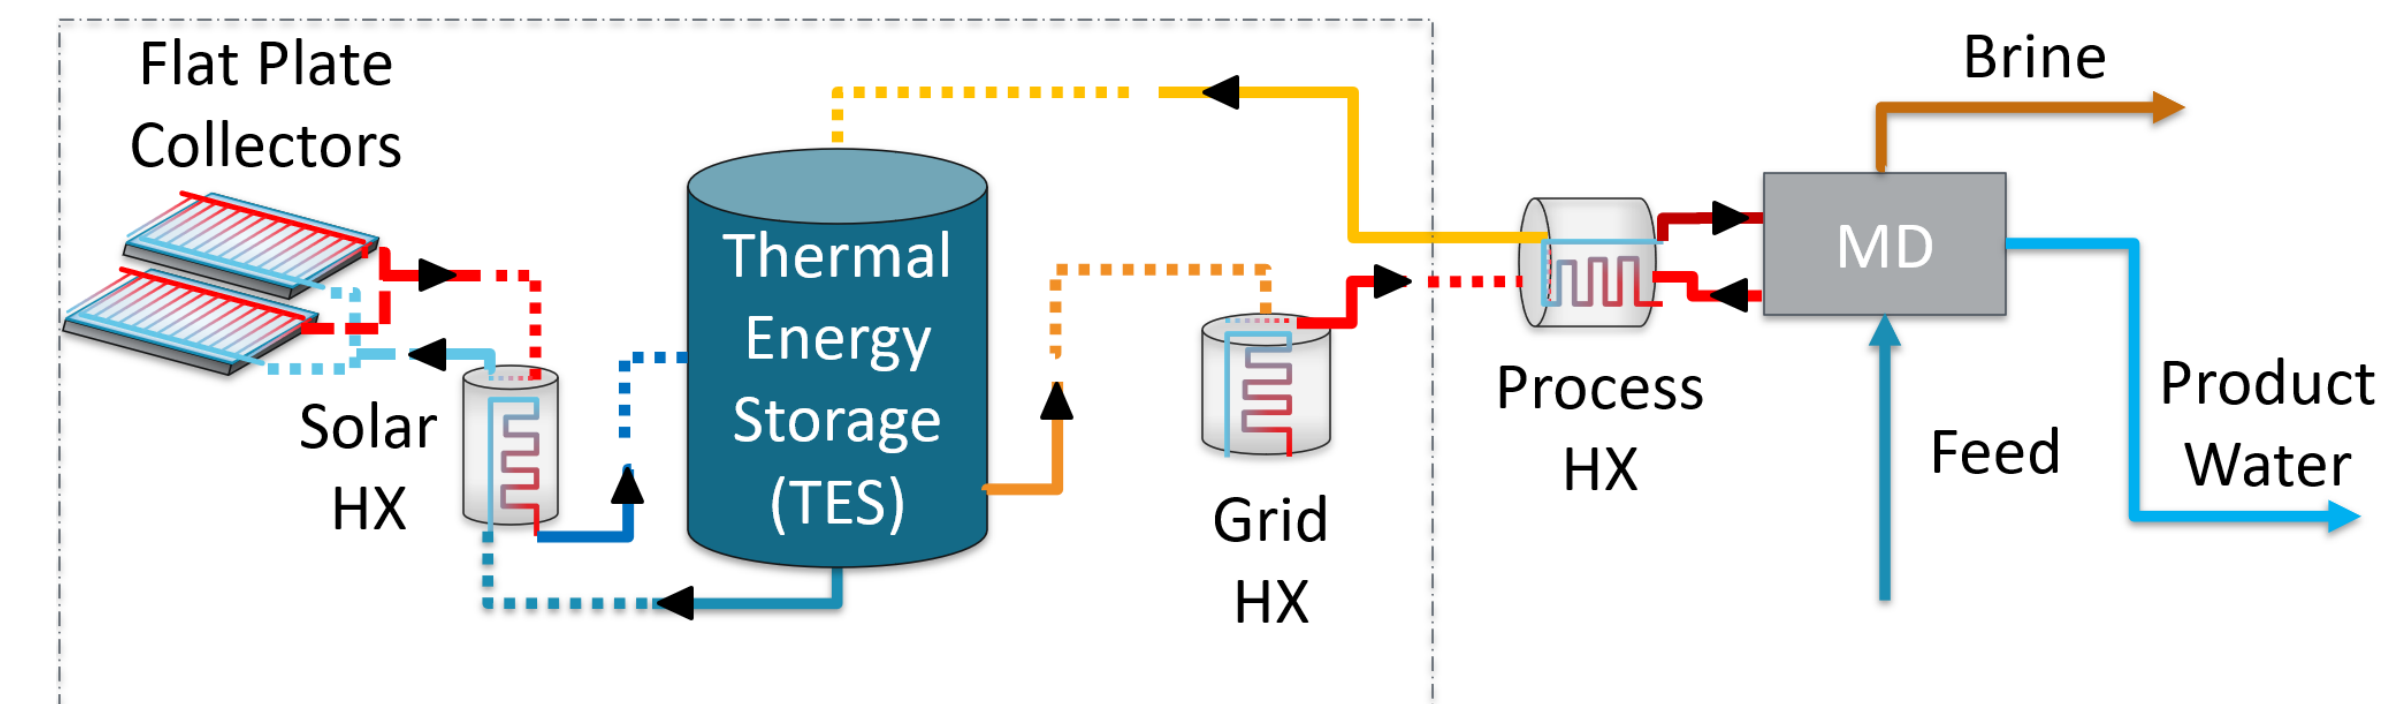 Flat Plate
Collectors
Solar
HX
Thermal
Energy
Storage
(TES)
Grid
HX
Process
HX
MD
Brine
Feed
Product
Water